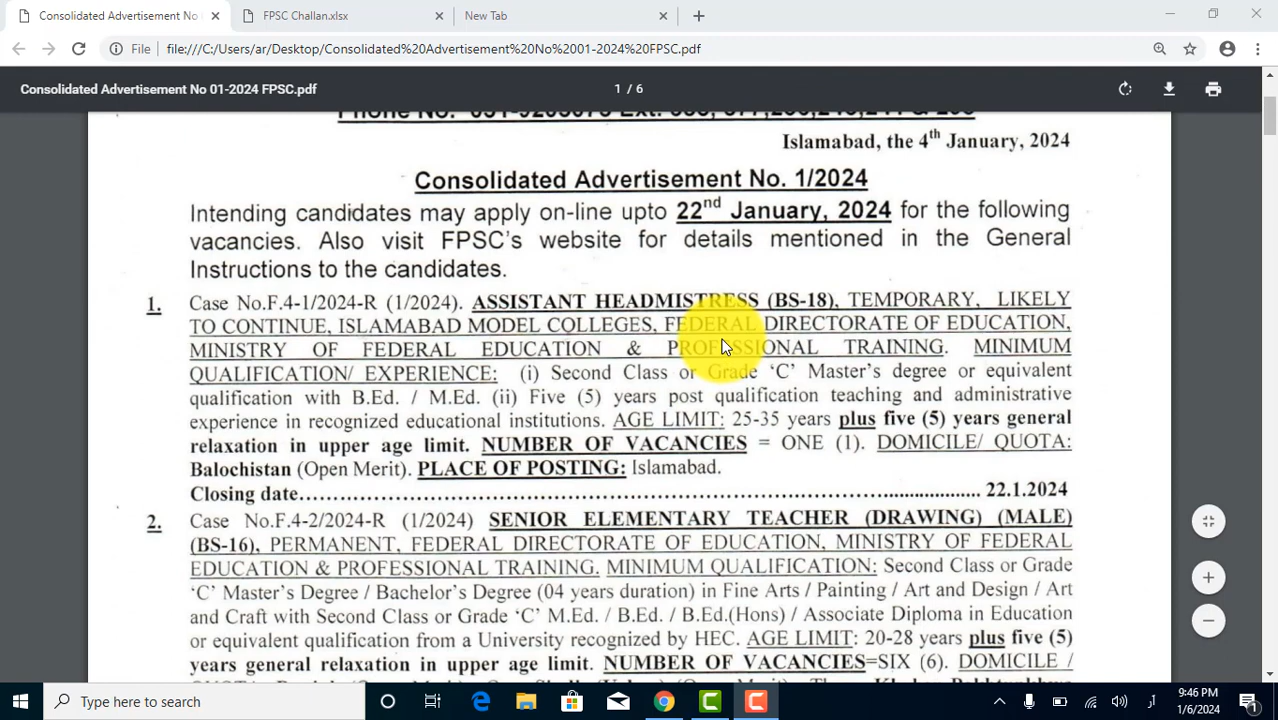 Consolidated Advertisement No
FPSC Challan.xlsx
New Tab
File
file:///C:/Users/ar/Desktop/Consolidated%20Advertisement%20No%2001-2024%20FPSC.pdf
Consolidated Advertisement No 01-2024 FPSC.pdf
1 / 6
Islamabad, the 4th January, 2024
Consolidated Advertisement No. 1/2024
Intending candidates may apply on-line upto 22nd January, 2024 for the following
vacancies. Also visit FPSC's website for details mentioned in the General
Instructions to the candidates.
1. Case No.F.4-1/2024-R (1/2024). ASSISTANT HEADMISTRESS (BS-18), TEMPORARY, LIKELY
TO CONTINUE, ISLAMABAD MODEL COLLEGES, FEDERAL DIRECTORATE OF EDUCATION,
MINISTRY OF FEDERAL EDUCATION & PROFESSIONAL TRAINING. MINIMUM
QUALIFICATION/ EXPERIENCE: (i) Second Class or Grade 'C' Master's degree or equivalent
qualification with B.Ed. / M.Ed. (ii) Five (5) years post qualification teaching and administrative
experience in recognized educational institutions. AGE LIMIT: 25-35 years plus five (5) years general
relaxation in upper age limit. NUMBER OF VACANCIES = ONE (1). DOMICILE/ QUOTA:
Balochistan (Open Merit). PLACE OF POSTING: Islamabad.
Closing date.......................................................................................... 22.1.2024
2. Case No.F.4-2/2024-R (1/2024) SENIOR ELEMENTARY TEACHER (DRAWING) (MALE)
(BS-16), PERMANENT, FEDERAL DIRECTORATE OF EDUCATION, MINISTRY OF FEDERAL
EDUCATION & PROFESSIONAL TRAINING. MINIMUM QUALIFICATION: Second Class or Grade
'C' Master's Degree / Bachelor's Degree (04 years duration) in Fine Arts / Painting / Art and Design / Art
and Craft with Second Class or Grade 'C' M.Ed. / B.Ed. / B.Ed.(Hons) / Associate Diploma in Education
or equivalent qualification from a University recognized by HEC. AGE LIMIT: 20-28 years plus five (5)
years general relaxation in upper age limit. NUMBER OF VACANCIES=SIX (6). DOMICILE /
Type here to search
9:46 PM
1/6/2024
1